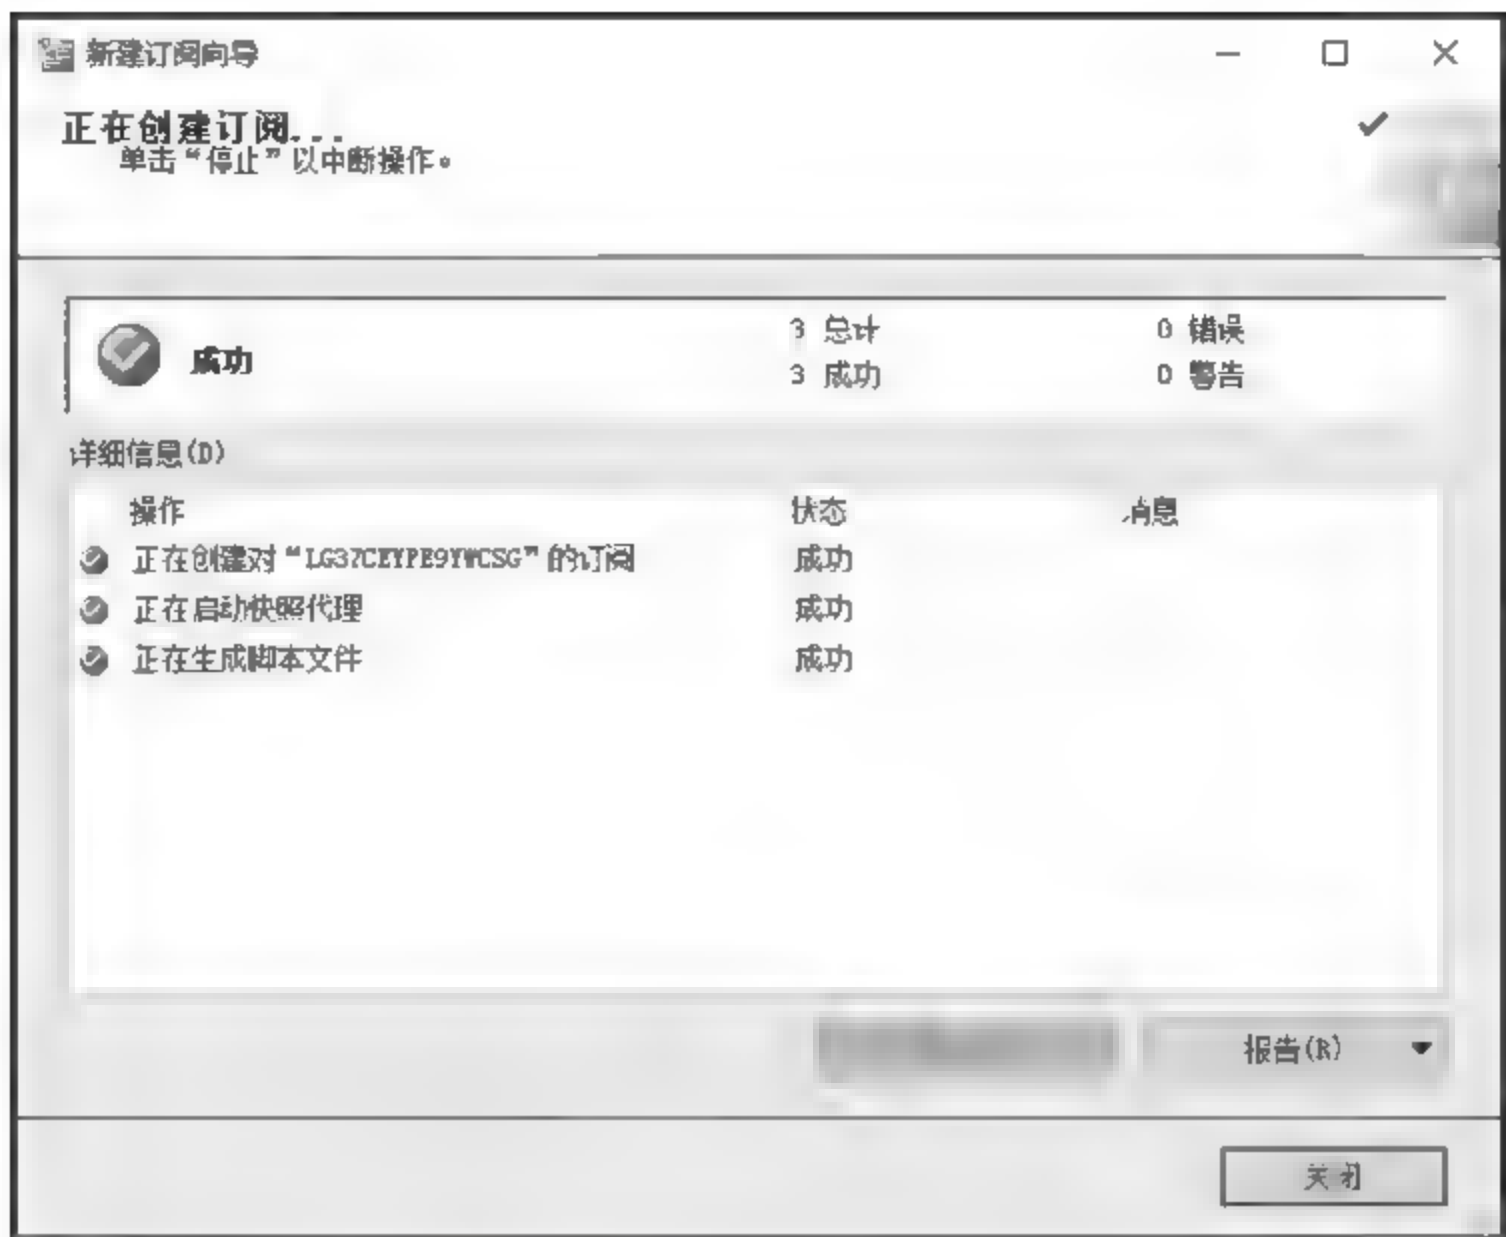 新建订阅向导
正在创建订阅...
单击“停止”以中断操作。
成功
3 总计
0 错误
3 成功
0 警告
详细信息(D)
操作 状态 消息
正在创建对“LG37CEYPE9YWCSG”的订阅 成功
正在启动快照代理 成功
正在生成脚本文件 成功
报告(R)
关闭